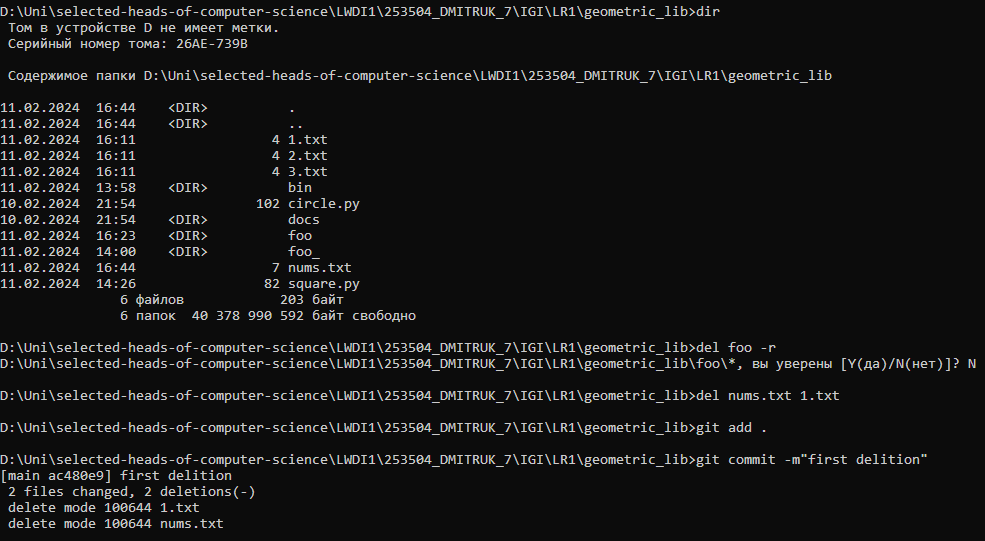 D:\Uni\selected-heads-of-computer-science\LWDI1\253504_DMITRUK_7\IGI\LR1\geometric_lib>dir
Том в устройстве D не имеет метки.
Серийный номер тома: 26AE-739B
Содержимое папки D:\Uni\selected-heads-of-computer-science\LWDI1\253504_DMITRUK_7\IGI\LR1\geometric_lib
11.02.2024  16:44    <DIR>          .
11.02.2024  16:44    <DIR>          ..
11.02.2024  16:11                 4 1.txt
11.02.2024  16:11                 4 2.txt
11.02.2024  16:11                 4 3.txt
11.02.2024  13:58    <DIR>          bin
10.02.2024  21:54               102 circle.py
10.02.2024  21:54    <DIR>          docs
11.02.2024  16:23    <DIR>          foo
11.02.2024  14:00    <DIR>          foo_
11.02.2024  16:44                 7 nums.txt
11.02.2024  14:26                82 square.py
6 файлов            203 байт
6 папок  40 378 990 592 байт свободно
D:\Uni\selected-heads-of-computer-science\LWDI1\253504_DMITRUK_7\IGI\LR1\geometric_lib>del foo -r
D:\Uni\selected-heads-of-computer-science\LWDI1\253504_DMITRUK_7\IGI\LR1\geometric_lib\foo\*, вы уверены [Y(да)/N(нет)]? N
D:\Uni\selected-heads-of-computer-science\LWDI1\253504_DMITRUK_7\IGI\LR1\geometric_lib>del nums.txt 1.txt
D:\Uni\selected-heads-of-computer-science\LWDI1\253504_DMITRUK_7\IGI\LR1\geometric_lib>git add .
D:\Uni\selected-heads-of-computer-science\LWDI1\253504_DMITRUK_7\IGI\LR1\geometric_lib>git commit -m"first delition"
[main ac480e9] first delition
2 files changed, 2 deletions(-)
delete mode 100644 1.txt
delete mode 100644 nums.txt